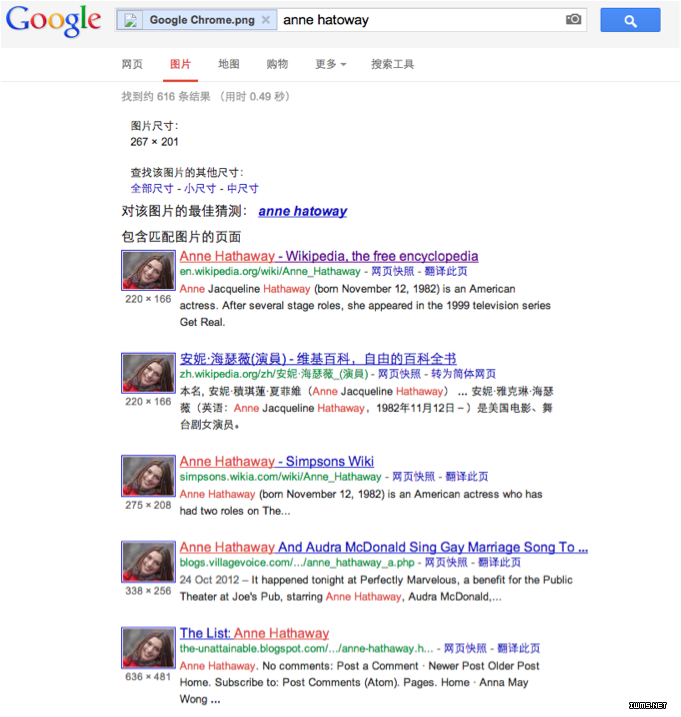 Google Google Chrome.png × anne hatoway
网页 图片 地图 购物 更多 搜索工具
找到约 616 条结果 (用时 0.49 秒)
图片尺寸:
267 × 201
查找该图片的其他尺寸:
全部尺寸 - 小尺寸 - 中尺寸
对该图片的最佳猜测: anne hatoway
包含匹配图片的页面
Anne Hathaway - Wikipedia, the free encyclopedia
en.wikipedia.org/wiki/Anne_Hathaway - 网页快照 - 翻译此页
Anne Jacqueline Hathaway (born November 12, 1982) is an American
actress. After several stage roles, she appeared in the 1999 television series
Get Real.
220 × 166
安妮·海瑟薇(演員) - 维基百科，自由的百科全书
zh.wikipedia.org/zh/安妮·海瑟薇_(演員) - 网页快照 - 转为简体网页
本名, 安妮·積琪蓮·夏菲維（Anne Jacqueline Hathaway） ... 安妮·雅克琳·海瑟
薇（英语：Anne Jacqueline Hathaway，1982年11月12日－）是美国电影、舞
台剧女演员。
220 × 166
Anne Hathaway - Simpsons Wiki
simpsons.wikia.com/wiki/Anne_Hathaway - 网页快照 - 翻译此页
Anne Hathaway (born November 12, 1982) is an American actress who has
had two roles on The...
275 × 208
Anne Hathaway And Audra McDonald Sing Gay Marriage Song To ...
blogs.villagevoice.com/.../anne_hathaway_a.php - 网页快照 - 翻译此页
24 Oct 2012 – It happened tonight at Perfectly Marvelous, a benefit for the Public
Theater at Joe's Pub, starring Anne Hathaway, Audra McDonald,...
338 × 256
The List: Anne Hathaway
the-unattainable.blogspot.com/.../anne-hathaway.h... - 网页快照 - 翻译此页
Anne Hathaway. No comments: Post a Comment · Newer Post Older Post
Home. Subscribe to: Post Comments (Atom). Pages. Home · Anna May
Wong ...
636 × 481
IWMS.NET